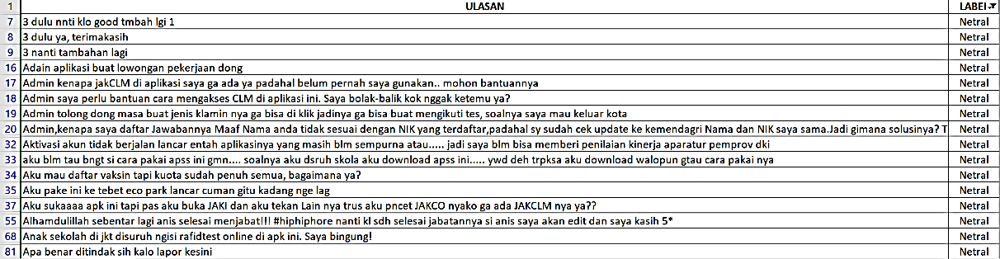 1 ULASAN LABEL
7 3 dulu nnti klo good tmbah lgi 1 Netral
8 3 dulu ya, terimakasih Netral
9 3 nanti tambahan lagi Netral
16 Adain aplikasi buat lowongan pekerjaan dong Netral
17 Admin kenapa jakCLM di aplikasi saya ga ada ya padahal belum pernah saya gunakan.. mohon bantuannya Netral
18 Admin saya perlu bantuan cara mengakses CLM di aplikasi ini. Saya bolak-balik kok nggak ketemu ya? Netral
19 Admin tolong dong masa buat jenis klamin nya ga bisa di klik jadinya ga bisa buat mengikuti tes, soalnya saya mau keluar kota Netral
20 Admin,kenapa saya daftar Jawabannya Maaf Nama anda tidak sesuai dengan NIK yang terdaftar,padahal sy sudah cek update ke kemendagri Nama dan NIK saya sama.Jadi gimana solusinya? T Netral
32 Aktivasi akun tidak berjalan lancar entah aplikasinya yang masih blm sempurna atau..... jadi saya blm bisa memberi penilaian kinerja aparatur pemprov dki Netral
33 aku blm tau bngt si cara pakai apss ini gmn.... soalnya aku dsruh skola aku download apss ini..... ywd deh trpksa aku download walopun gtau cara pakai nya Netral
34 Aku mau daftar vaksin tapi kuota sudah penuh semua, bagaimana ya? Netral
35 Aku pake ini ke tebet eco park lancar cuman gitu kadang nge lag Netral
37 Aku sukaaaa apk ini tapi pas aku buka JAKI dan aku tekan Lain nya trus aku pncet JAKCO nyako ga ada JAKCLM nya ya?? Netral
55 Alhamdulillah sebentar lagi anis selesai menjabat!!! #hiphiphore nanti kl sdh selesai jabatannya si anis saya akan edit dan saya kasih 5* Netral
68 Anak sekolah di jkt disuruh ngisi rafidtest online di apk ini. Saya bingung! Netral
81 Apa benar ditindak sih kalo lapor kesini Netral